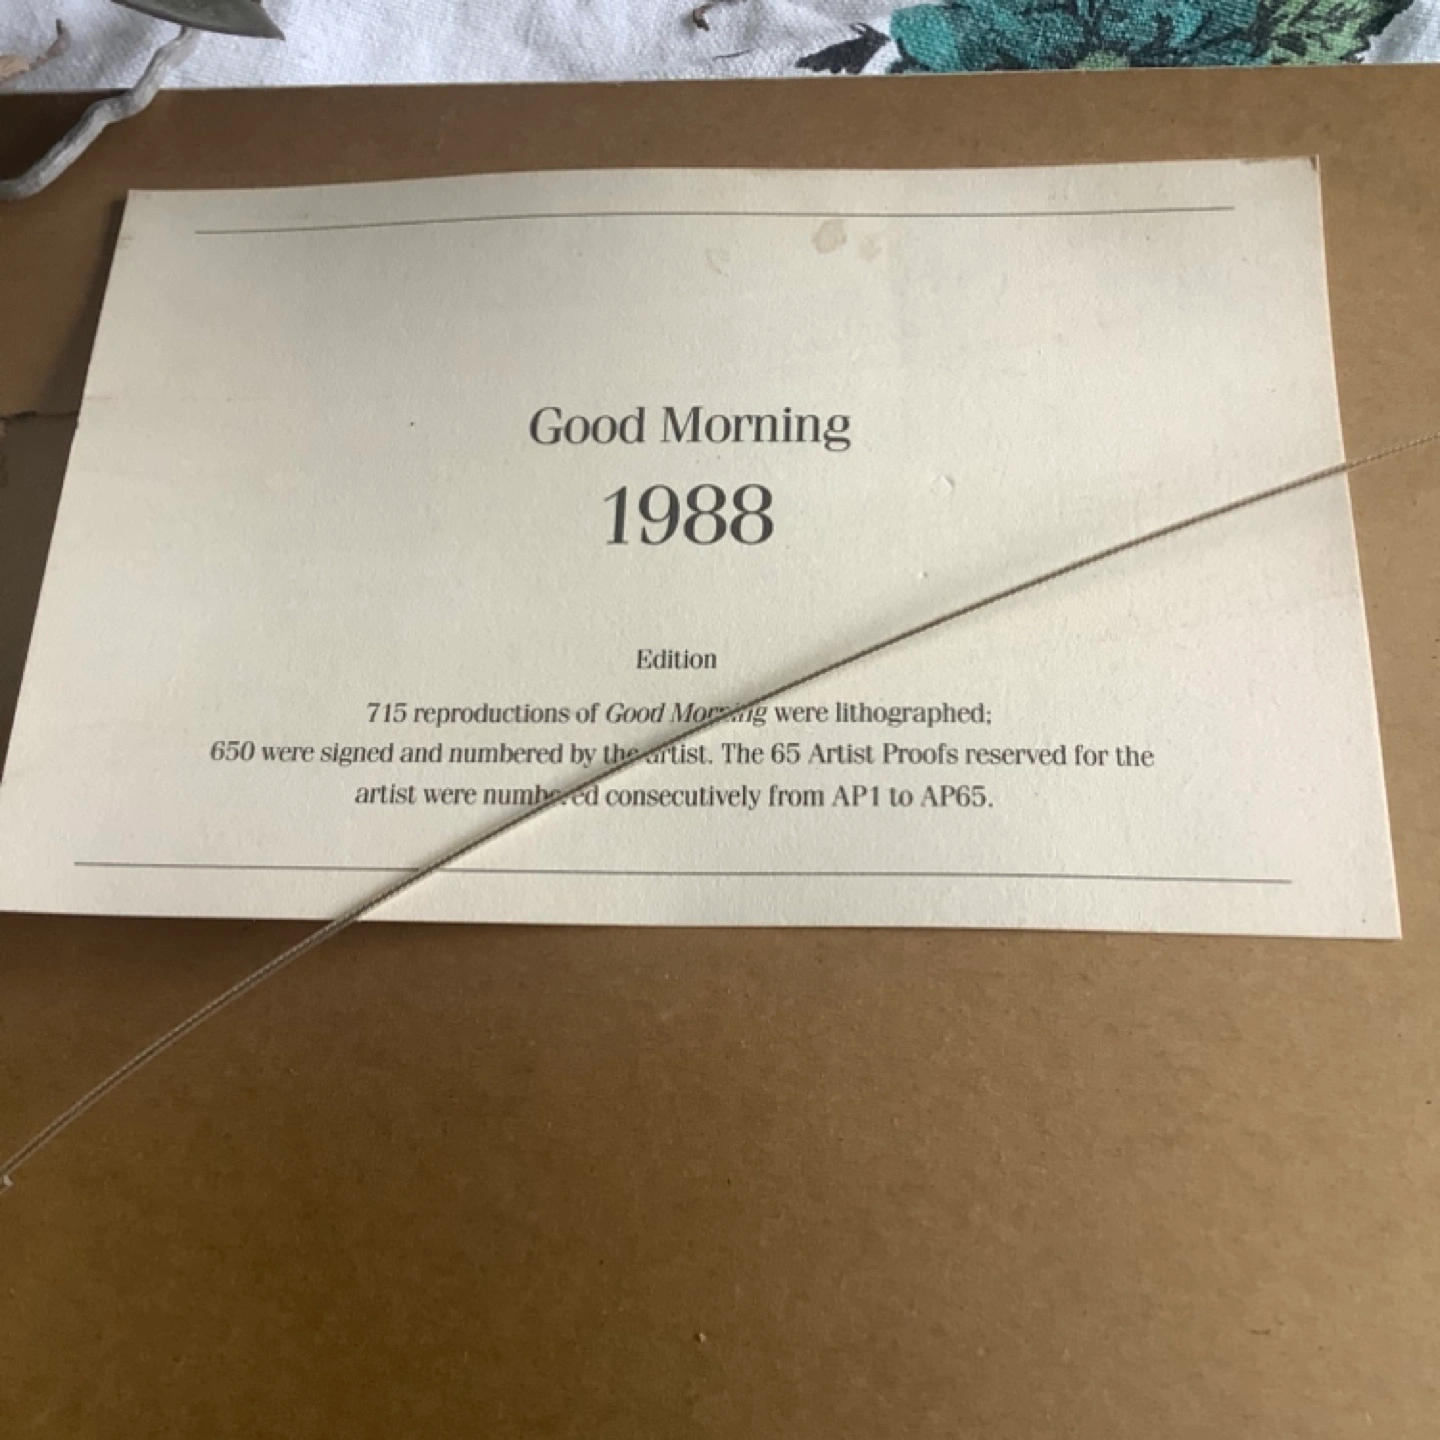 Good Morning
1988
Edition
715 reproductions of Good Morning were lithographed;
650 were signed and numbered by the artist. The 65 Artist Proofs reserved for the
artist were numbered consecutively from AP1 to AP65.